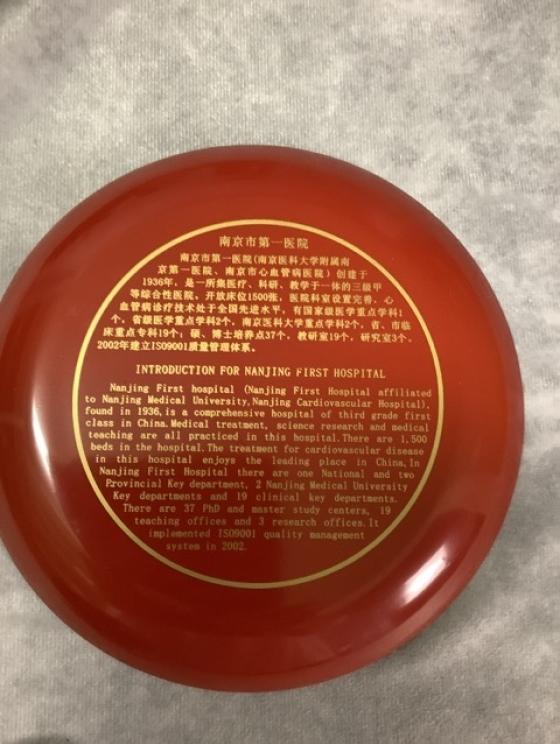 南京市第一医院
南京市第一医院(南京医科大学附属南
京第一医院、南京市心血管病医院）创建于
1936年，是一所集医疗、科研、教学于一体的三级甲
等综合性医院。开放床位1500张，医院科室设置完善，心
血管病诊疗技术处于全国先进水平，有国家级医学重点学科1
个，省级医学重点学科2个，南京医科大学重点学科2个，省、市临
床重点专科19个；硕、博士培养点37个，教研室19个，研究室3个。
2002年建立ISO9001质量管理体系。
INTRODUCTION FOR NANJING FIRST HOSPITAL
Nanjing First hospital (Nanjing First Hospital affiliated
to Nanjing Medical University,Nanjing Cardiovascular Hospital),
found in 1936,is a comprehensive hospital of third grade first
class in China.Medical treatment, science research and medical
teaching are all practiced in this hospital.There are 1,500
beds in the hospital.The treatment for cardiovascular disease
in this hospital enjoys the leading place in China,In
Nanjing First Hospital there are one National and two
Provincial Key department, 2 Nanjing Medical University
Key departments and 19 clinical key departments.
There are 37 PhD and master study centers, 19
teaching offices and 3 research offices.It
implemented ISO9001 quality management
system in 2002.